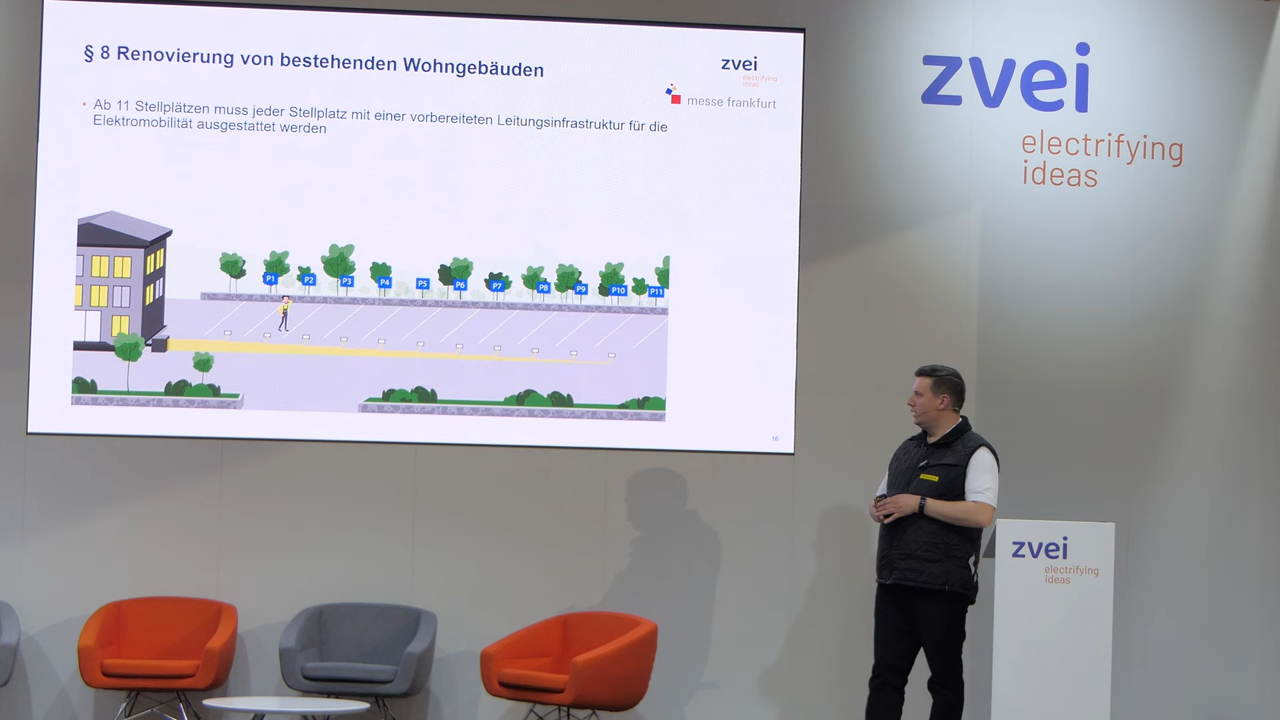 § 8 Renovierung von bestehenden Wohngebäuden
zvei
electrifying
ideas
messe frankfurt
• Ab 11 Stellplätzen muss jeder Stellplatz mit einer vorbereiteten Leitungsinfrastruktur für die
Elektromobilität ausgestattet werden
P1 P2 P3 P4 P5 P6 P7 P8 P9 P10 P11
16
zvei
electrifying
ideas
zvei
electrifying
ideas